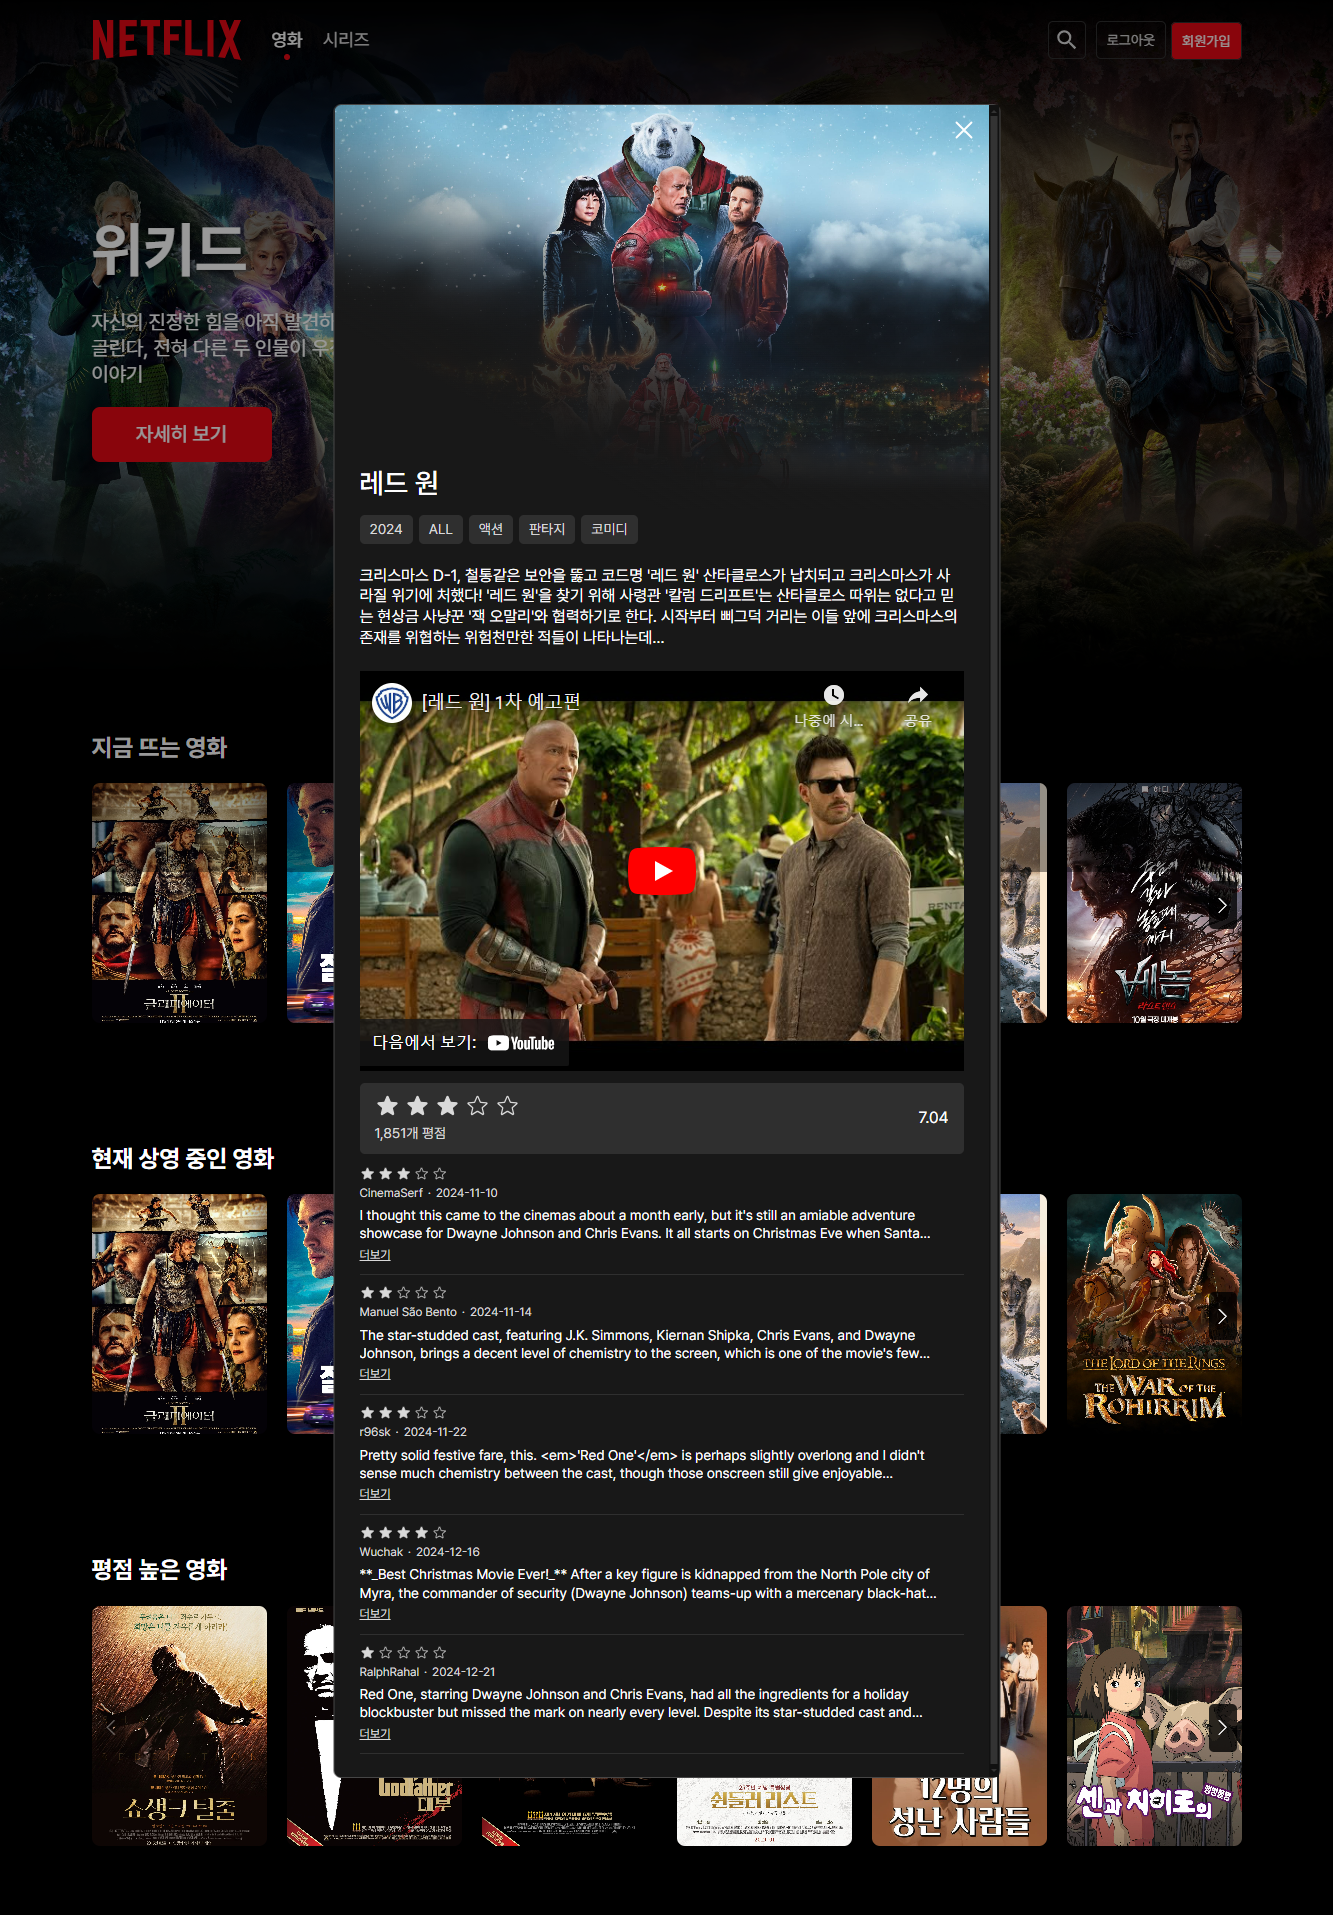 NETFLIX
영화
시리즈
로그아웃
회원가입
위키드
자신의 진정한 힘을 아직 발견하
글린다, 전혀 다른 두 인물이 우
이야기
자세히 보기
레드 원
2024
ALL
액션
판타지
코미디
크리스마스 D-1, 철통같은 보안을 뚫고 코드명 '레드 원' 산타클로스가 납치되고 크리스마스가 사
라질 위기에 처했다! '레드 원'을 찾기 위해 사령관 '칼럼 드리프트'는 산타클로스 따위는 없다고 믿
는 현상금 사냥꾼 '잭 오말리'와 협력하기로 한다. 시작부터 삐그덕 거리는 이들 앞에 크리스마스의
존재를 위협하는 위험천만한 적들이 나타나는데...
WB
[레드 원] 1차 예고편
나중에 시...
공유
RENTA
다음에서 보기:
YouTube
1,851개 평점
7.04
CinemaSerf · 2024-11-10
I thought this came to the cinemas about a month early, but it's still an amiable adventure
showcase for Dwayne Johnson and Chris Evans. It all starts on Christmas Eve when Santa...
더보기
Manuel São Bento · 2024-11-14
The star-studded cast, featuring J.K. Simmons, Kiernan Shipka, Chris Evans, and Dwayne
Johnson, brings a decent level of chemistry to the screen, which is one of the movie's few...
더보기
r96sk · 2024-11-22
Pretty solid festive fare, this. <em>'Red One'</em> is perhaps slightly overlong and I didn't
sense much chemistry between the cast, though those onscreen still give enjoyable...
더보기
Wuchak · 2024-12-16
**_Best Christmas Movie Ever!_** After a key figure is kidnapped from the North Pole city of
Myra, the commander of security (Dwayne Johnson) teams-up with a mercenary black-hat...
더보기
RalphRahal · 2024-12-21
Red One, starring Dwayne Johnson and Chris Evans, had all the ingredients for a holiday
blockbuster but missed the mark on nearly every level. Despite its star-studded cast and...
더보기
지금 뜨는 영화
글래디에이터
II
베놈
라스트 댄스
10월 극장 대개봉
현재 상영 중인 영화
글래디에이터
II
THE LORD OF THE RINGS
THE WAR OF THE
ROHIRRIM
평점 높은 영화
쇼생크 탈출
Godfather
대부
쉰들러 리스트
12명의
성난 사람들
센과 치히로의
행방불명